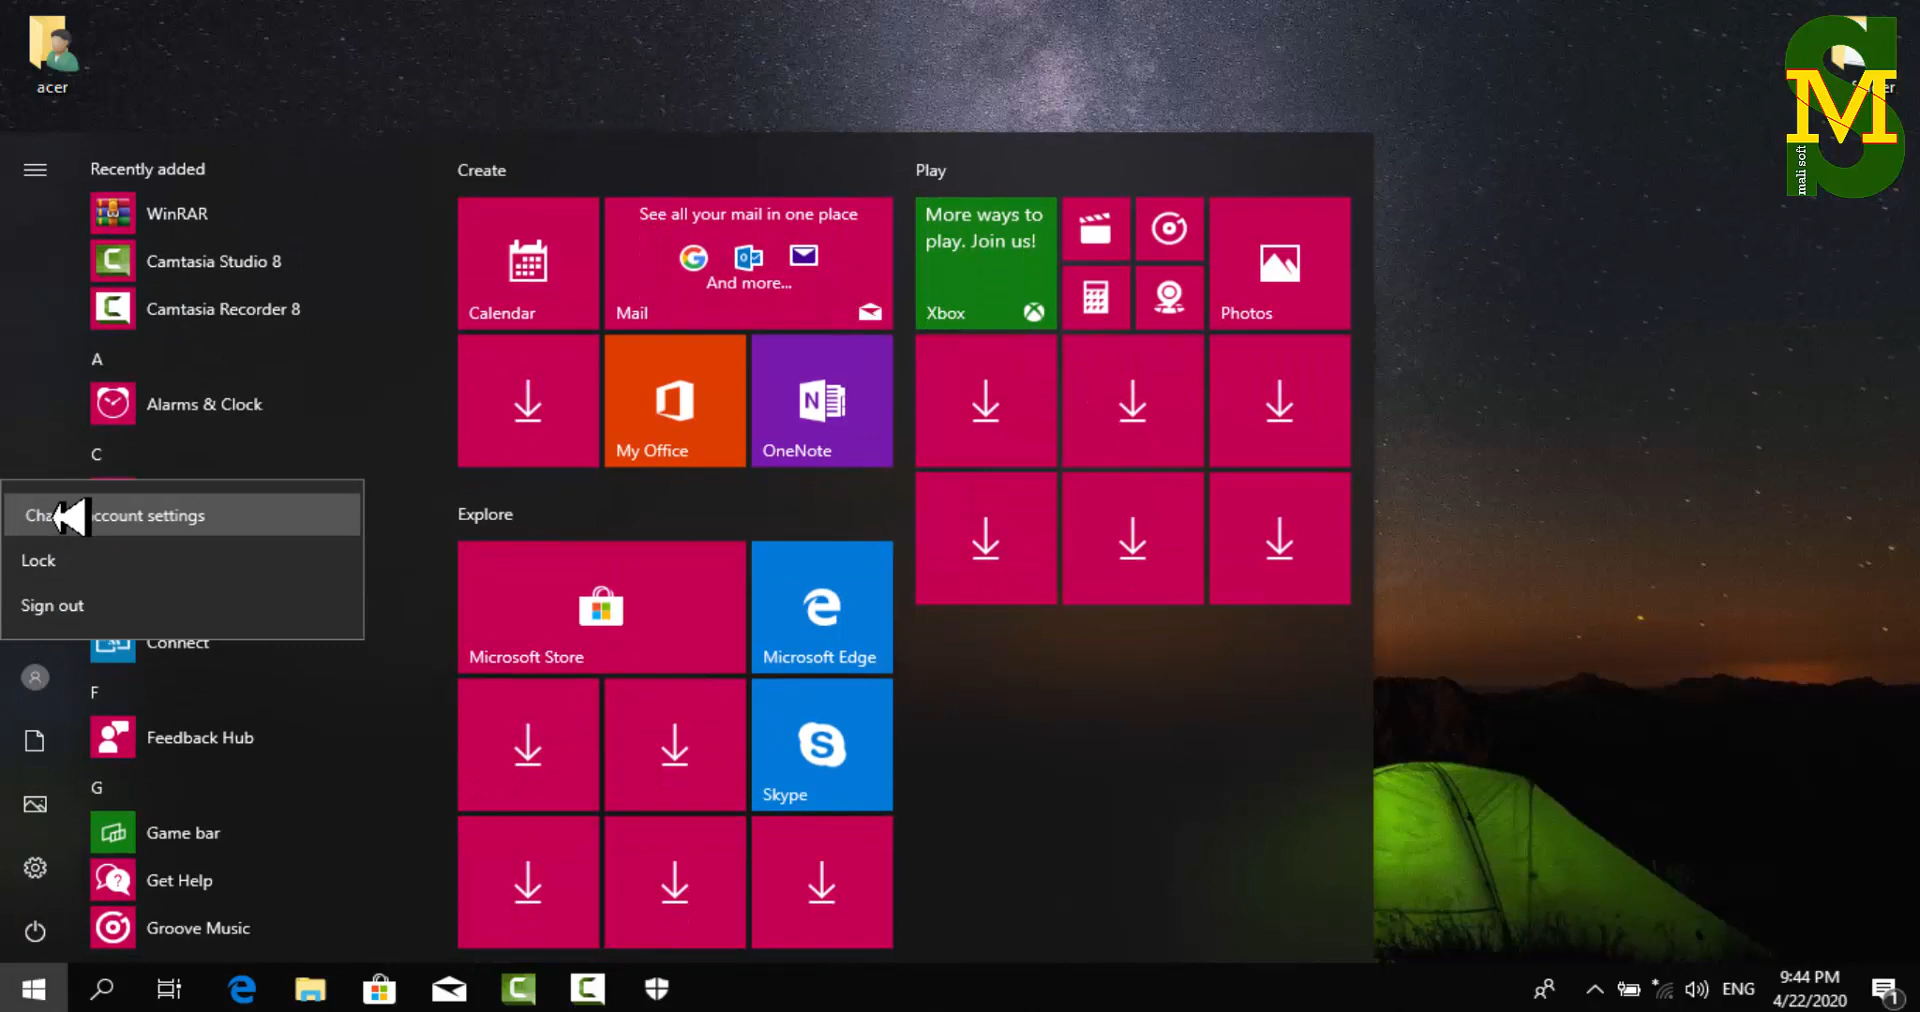 acer
S
M
mali soft
Recently added
WinRAR
Camtasia Studio 8
Camtasia Recorder 8
A
Alarms & Clock
C
account settings
Lock
Sign out
Connect
F
Feedback Hub
G
Game bar
Get Help
Groove Music
Create
Calendar
See all your mail in one place
And more...
Mail
My Office
N
OneNote
Explore
Microsoft Store
Microsoft Edge
Skype
Play
More ways to
play. Join us!
Xbox
Photos
ENG
9:44 PM
4/22/2020
1